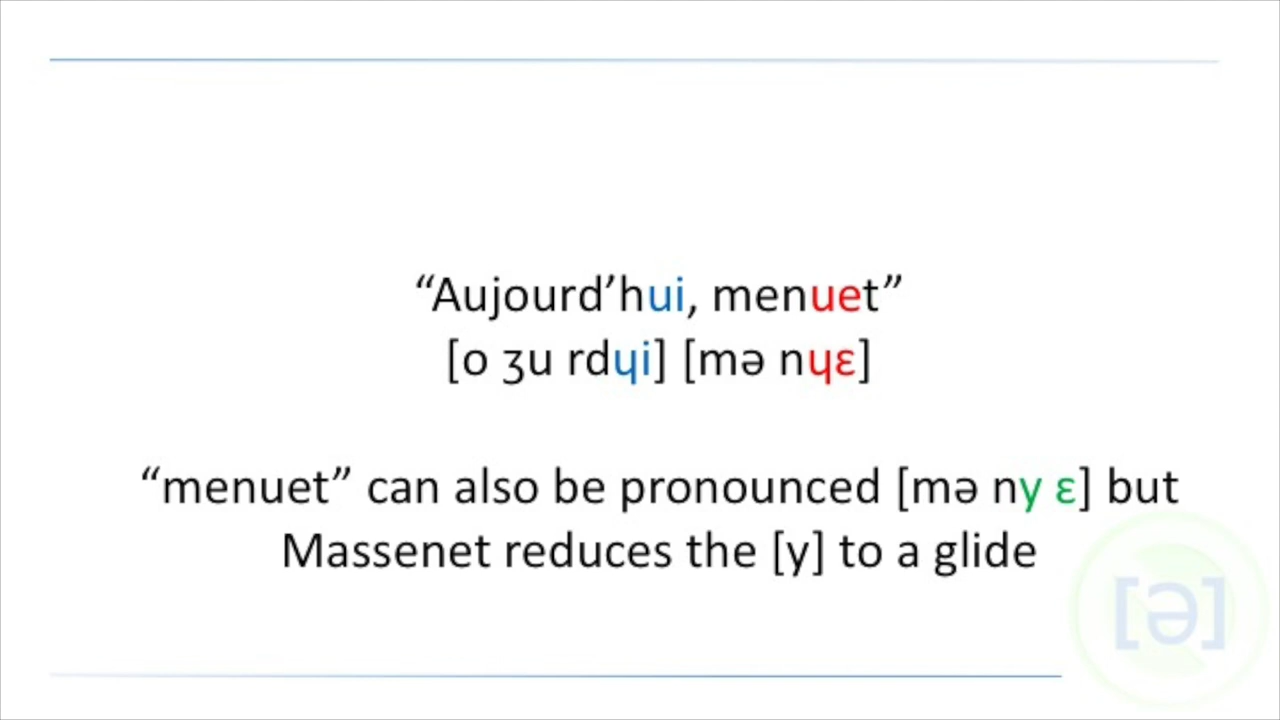 “Aujourd’hui, menuet”
[o ʒu rdɥi] [mə nɥɛ]
“menuet” can also be pronounced [mə ny ɛ] but
Massenet reduces the [y] to a glide
[ə]